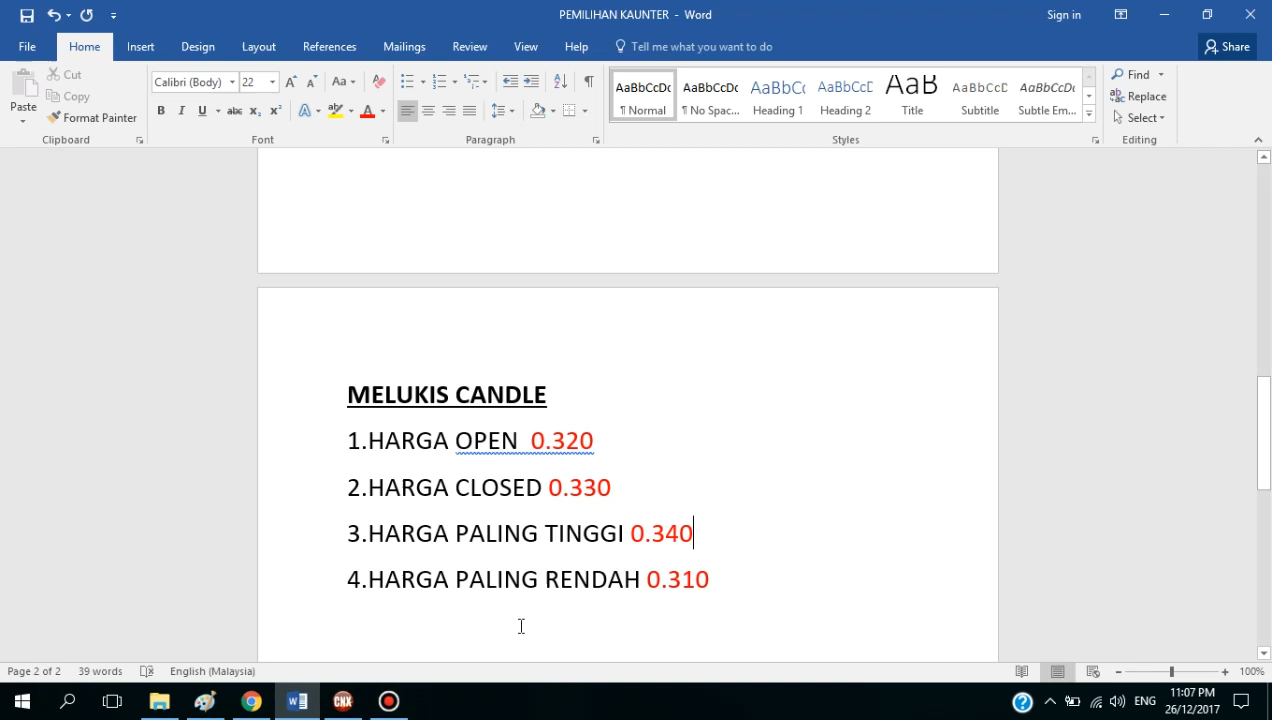 PEMILIHAN KAUNTER - Word
Sign in
File Home Insert Design Layout References Mailings Review View Help Tell me what you want to do Share
Paste
Cut
Copy
Format Painter
Calibri (Body) 22
AaBbCcDc AaBbCcDc AaBbCc AaBbCcD AaB AaBbCcD AaBbCcDc
¶ Normal ¶ No Spac... Heading 1 Heading 2 Title Subtitle Subtle Em...
Find
Replace
Select
Clipboard Font Paragraph Styles Editing
MELUKIS CANDLE
1.HARGA OPEN 0.320
2.HARGA CLOSED 0.330
3.HARGA PALING TINGGI 0.340
4.HARGA PALING RENDAH 0.310
Page 2 of 2 39 words English (Malaysia) 100%
CNX
ENG
11:07 PM
26/12/2017